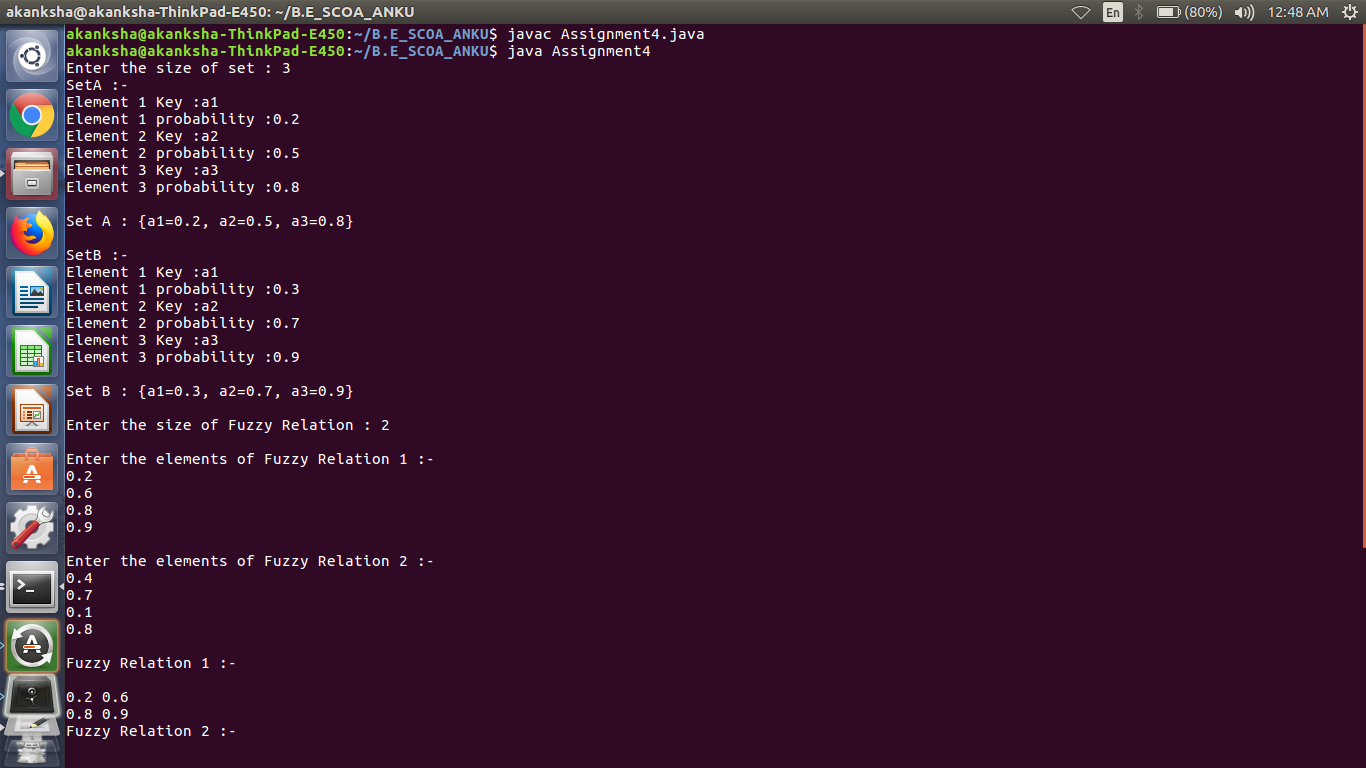 akanksha@akanksha-ThinkPad-E450: ~/B.E_SCOA_ANKU
En (80%) 12:48 AM
akanksha@akanksha-ThinkPad-E450:~/B.E_SCOA_ANKU$ javac Assignment4.java
akanksha@akanksha-ThinkPad-E450:~/B.E_SCOA_ANKU$ java Assignment4
Enter the size of set : 3
SetA :-
Element 1 Key :a1
Element 1 probability :0.2
Element 2 Key :a2
Element 2 probability :0.5
Element 3 Key :a3
Element 3 probability :0.8
Set A : {a1=0.2, a2=0.5, a3=0.8}
SetB :-
Element 1 Key :a1
Element 1 probability :0.3
Element 2 Key :a2
Element 2 probability :0.7
Element 3 Key :a3
Element 3 probability :0.9
Set B : {a1=0.3, a2=0.7, a3=0.9}
Enter the size of Fuzzy Relation : 2
Enter the elements of Fuzzy Relation 1 :-
0.2
0.6
0.8
0.9
Enter the elements of Fuzzy Relation 2 :-
0.4
0.7
0.1
0.8
Fuzzy Relation 1 :-
0.2 0.6
0.8 0.9
Fuzzy Relation 2 :-